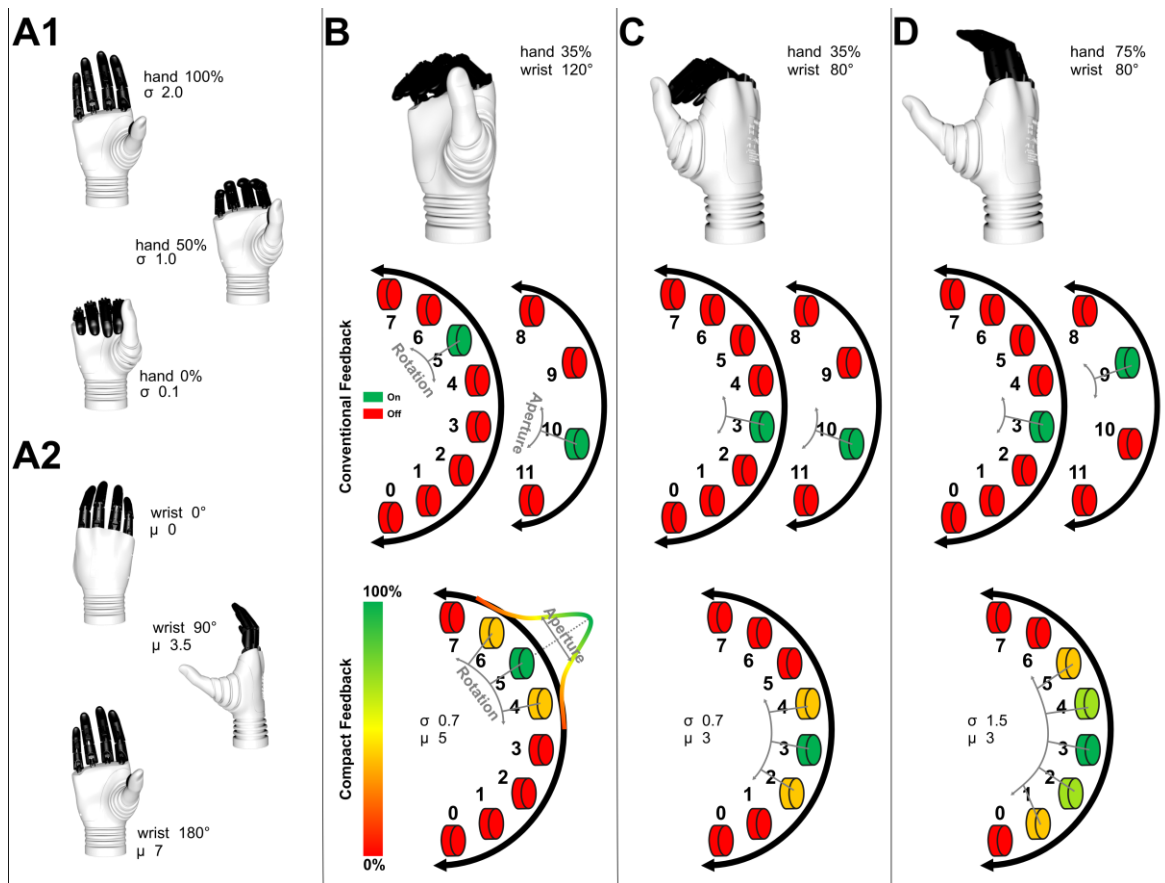 A1
hand 100%
σ 2.0
hand 50%
σ 1.0
hand 0%
σ 0.1
A2
wrist 0°
μ 0
wrist 90°
μ 3.5
wrist 180°
μ 7
B
hand 35%
wrist 120°
Conventional Feedback
7
6
5
4
3
2
1
0
Rotation
On
Off
8
9
10
11
Aperture
Compact Feedback
100%
0%
7
6
5
4
3
2
1
0
Rotation
Aperture
σ 0.7
μ 5
C
hand 35%
wrist 80°
7
6
5
4
3
2
1
0
8
9
10
11
7
6
5
4
3
2
1
0
σ 0.7
μ 3
D
hand 75%
wrist 80°
7
6
5
4
3
2
1
0
8
9
10
11
7
6
5
4
3
2
1
0
σ 1.5
μ 3